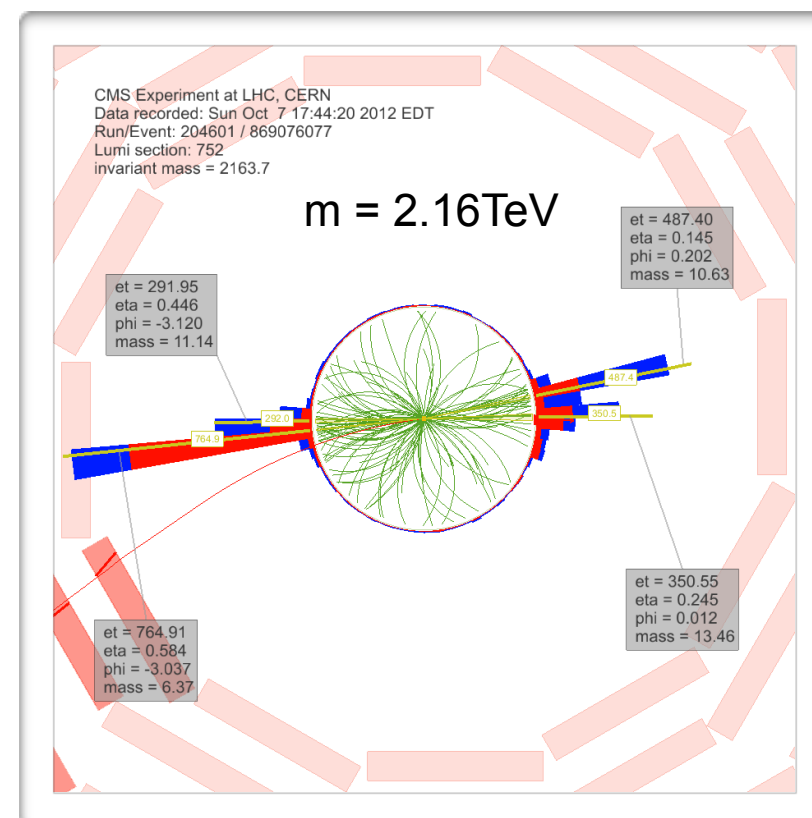 CMS Experiment at LHC, CERN
Data recorded: Sun Oct  7 17:44:20 2012 EDT
Run/Event: 204601 / 869076077
Lumi section: 752
invariant mass = 2163.7
m = 2.16TeV
et = 487.40
eta = 0.145
phi = 0.202
mass = 10.63
et = 291.95
eta = 0.446
phi = -3.120
mass = 11.14
487.4
292.0
350.5
764.9
et = 350.55
eta = 0.245
phi = 0.012
mass = 13.46
et = 764.91
eta = 0.584
phi = -3.037
mass = 6.37